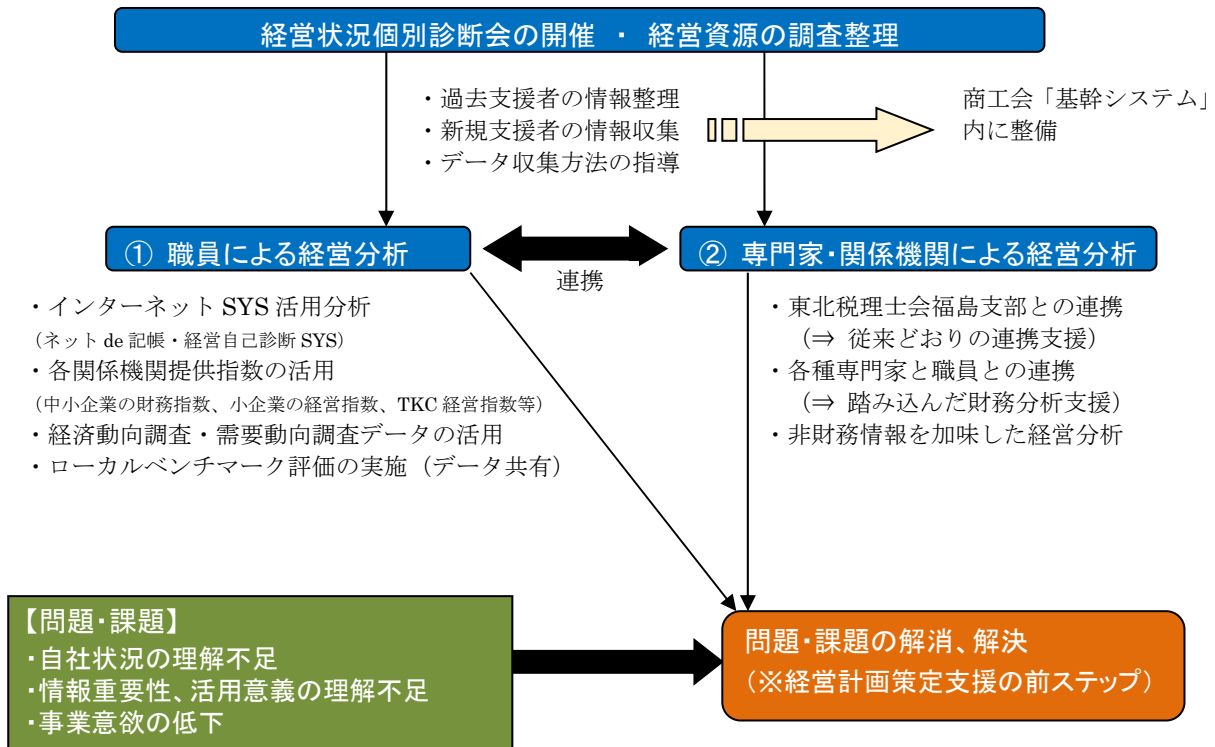 経営状況個別診断会の開催 ・ 経営資源の調査整理
・過去支援者の情報整理
・新規支援者の情報収集
・データ収集方法の指導
商工会「基幹システム」
内に整備
① 職員による経営分析
連携
② 専門家・関係機関による経営分析
・インターネット SYS 活用分析
（ネット de 記帳・経営自己診断 SYS）
・各関係機関提供指数の活用
（中小企業の財務指数、小企業の経営指数、TKC 経営指数等）
・経済動向調査・需要動向調査データの活用
・ローカルベンチマーク評価の実施（データ共有）
・東北税理士会福島支部との連携
（⇒ 従来どおりの連携支援）
・各種専門家と職員との連携
（⇒ 踏み込んだ財務分析支援）
・非財務情報を加味した経営分析
【問題・課題】
・自社状況の理解不足
・情報重要性、活用意義の理解不足
・事業意欲の低下
問題・課題の解消、解決
（※経営計画策定支援の前ステップ）